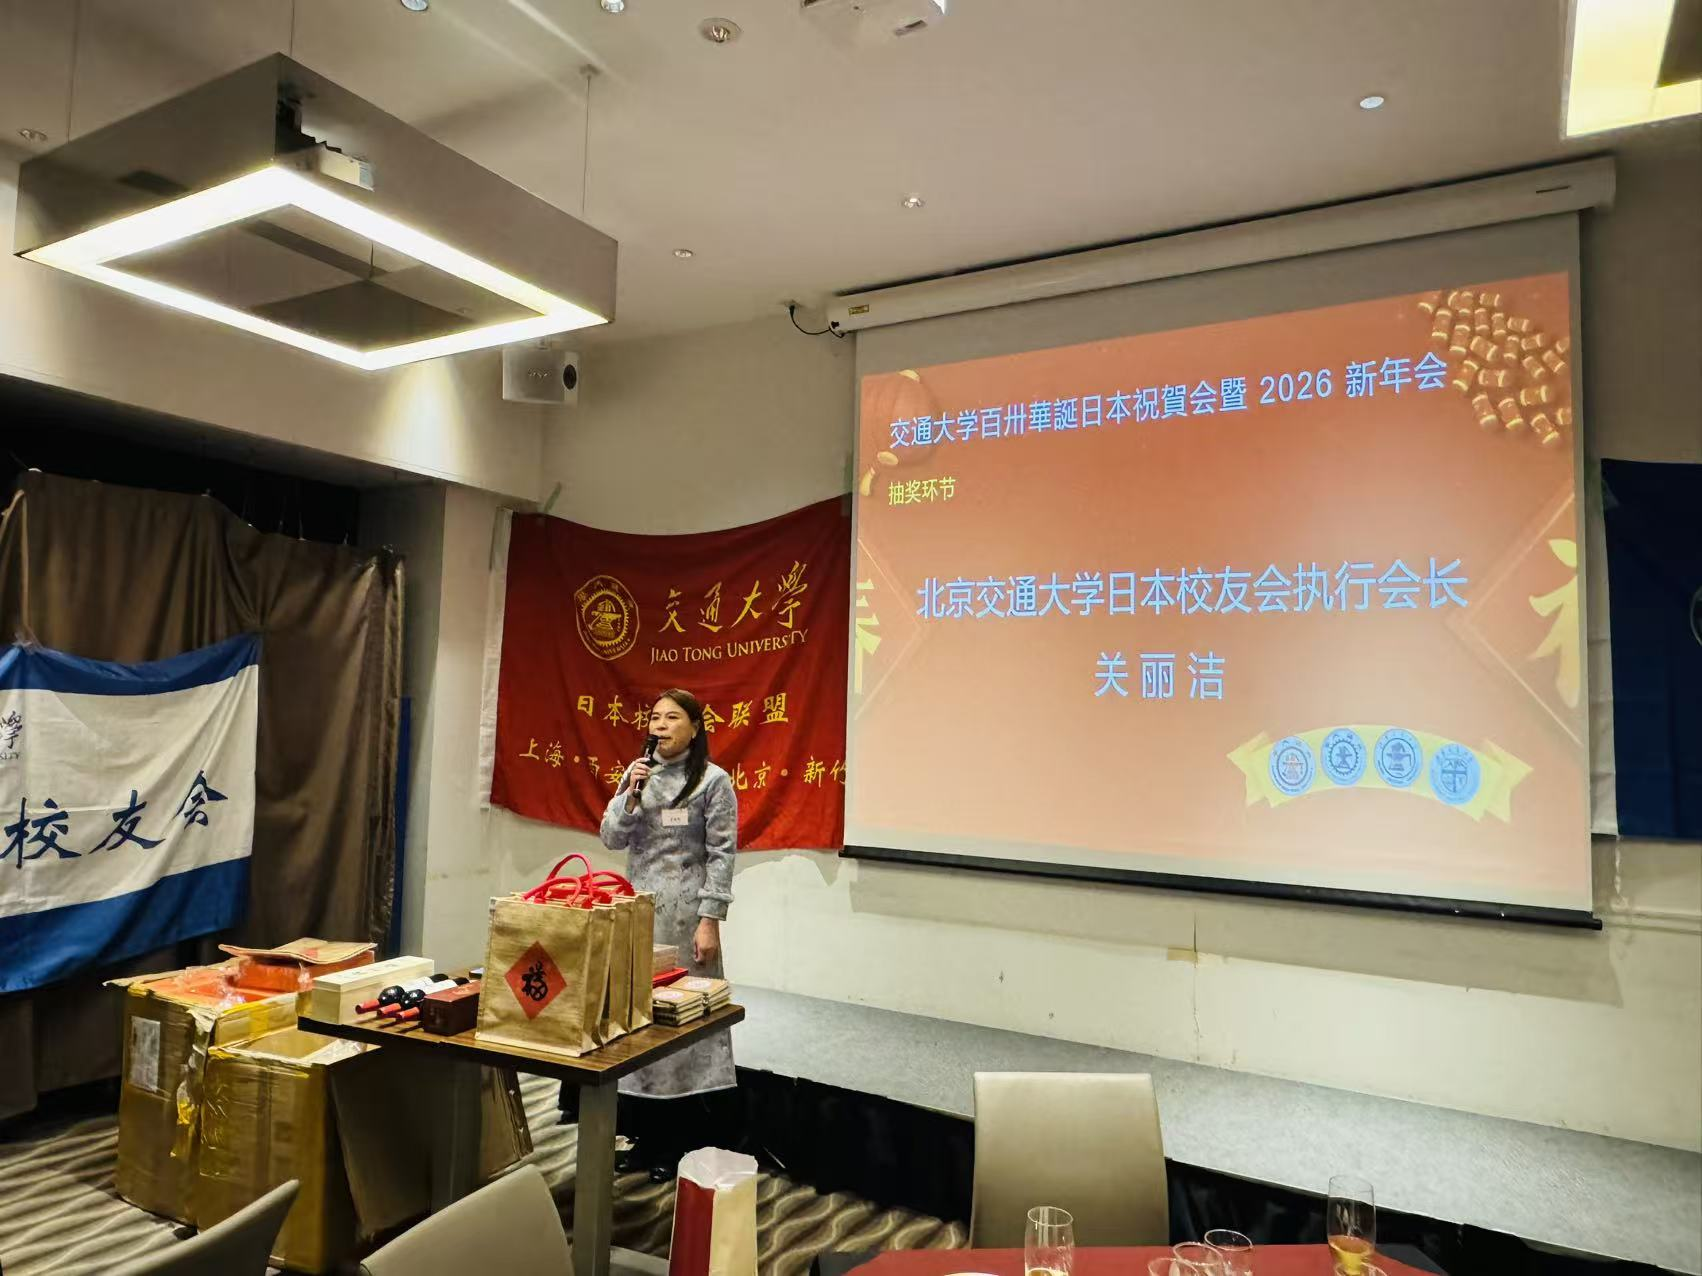 交通大学百卅華誕日本祝賀会暨 2026 新年会
抽奖环节
北京交通大学日本校友会执行会长
关丽洁
交通大学
JIAO TONG UNIVERSITY
日本校 会联盟
上海·西安 北京·新竹
校友会
福